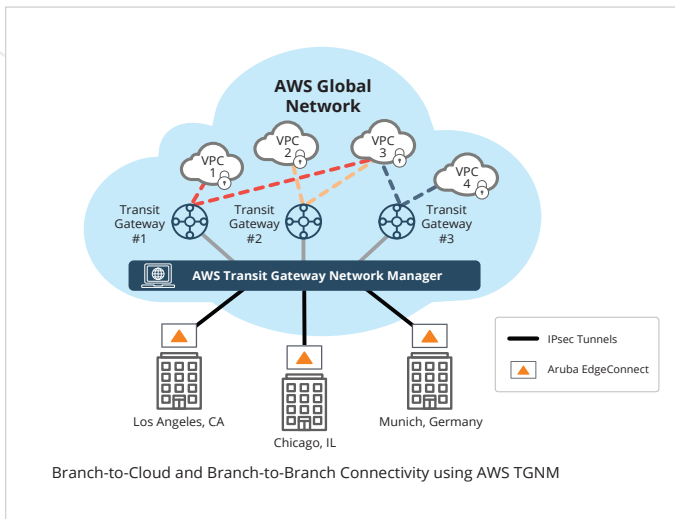 AWS Global
Network
VPC
1
VPC
2
VPC
3
VPC
4
Transit
Gateway
#1
Transit
Gateway
#2
Transit
Gateway
#3
AWS Transit Gateway Network Manager
IPsec Tunnels
Aruba EdgeConnect
Los Angeles, CA
Chicago, IL
Munich, Germany
Branch-to-Cloud and Branch-to-Branch Connectivity using AWS TGNM